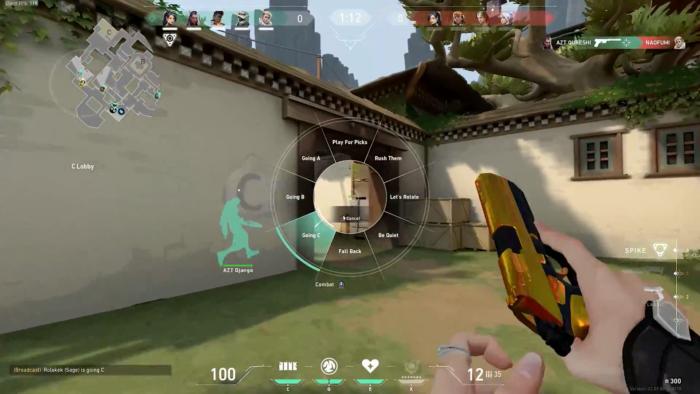 0
1:12
0
AZT QURESHI
NAOFUMI
C
B
C Lobby
Play For Picks
Going A
Rush Them
Going B
Let's Rotate
Cancel
Going C
Be Quiet
Fall Back
Combat
C
AZT Django
SPIKE
(Broadcast) Rolakek (Sage) is going C
100
12
35
300
C
Q
E
X